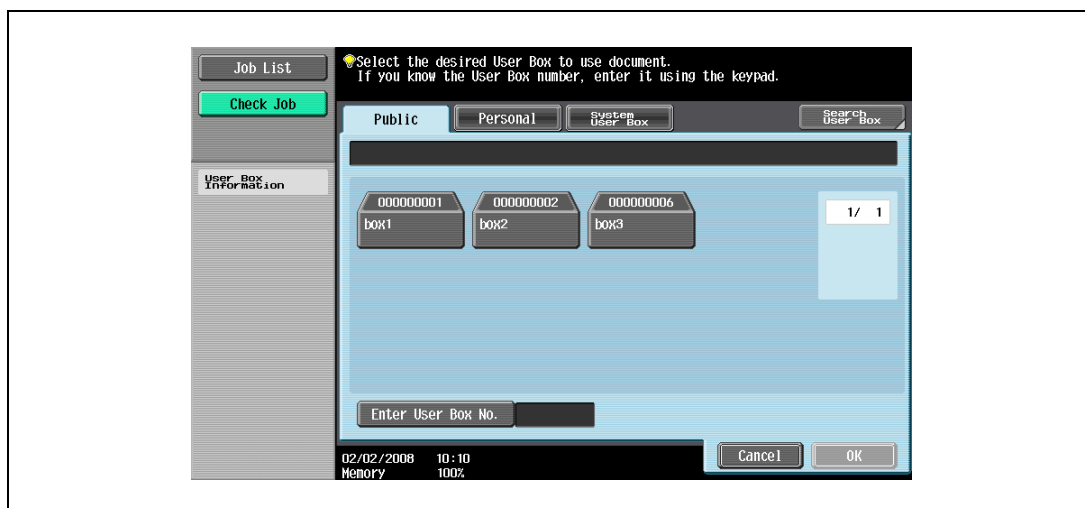 Job List
Check Job
User Box
Information
Select the desired User Box to use document.
If you know the User Box number, enter it using the keypad.
Public
Personal
System
User Box
Search
User Box
000000001
box1
000000002
box2
000000006
box3
1/ 1
Enter User Box No.
02/02/2008 10:10
Memory 100%
Cancel
OK